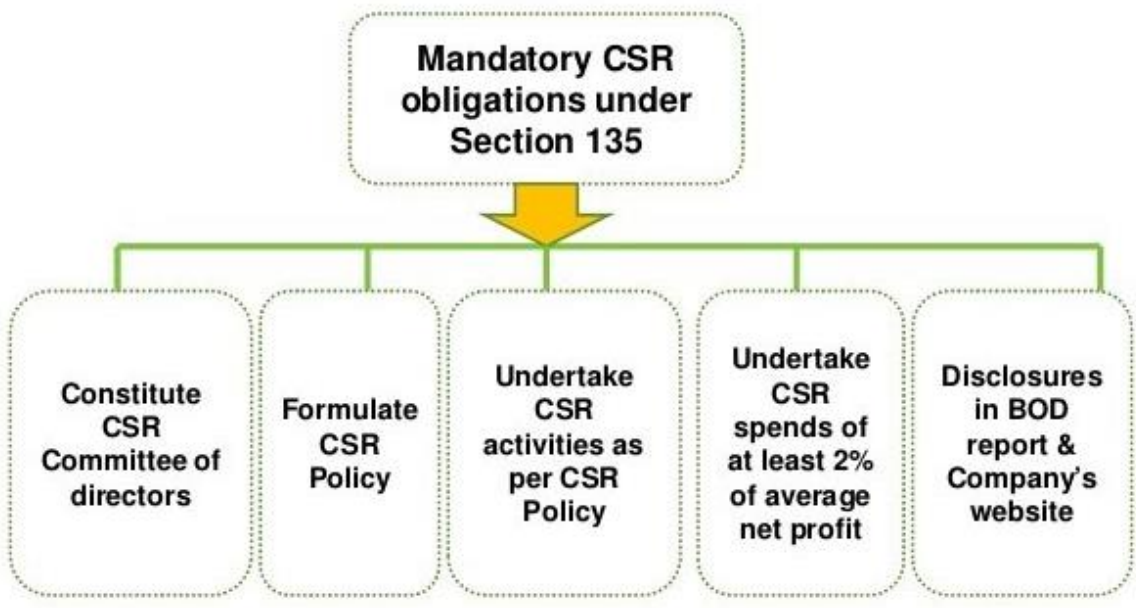 Mandatory CSR
obligations under
Section 135
Constitute
CSR
Committee of
directors
Formulate
CSR
Policy
Undertake
CSR
activities as
per CSR
Policy
Undertake
CSR
spends of
at least 2%
of average
net profit
Disclosures
in BOD
report &
Company’s
website